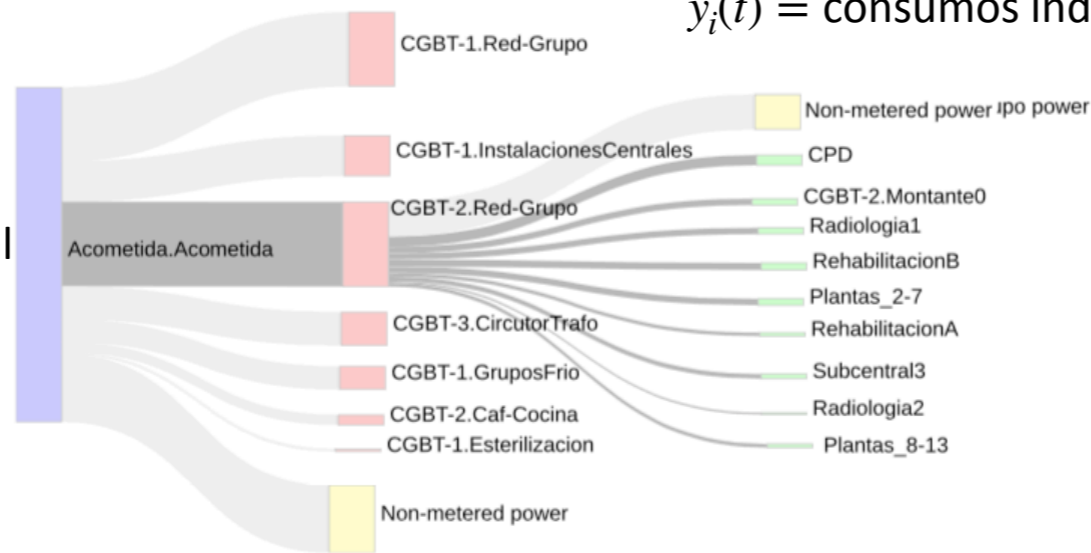 yᵢ(t) = consumos ind
CGBT-1.Red-Grupo
Non-metered power
power
CGBT-1.InstalacionesCentrales
CPD
CGBT-2.Montante0
CGBT-2.Red-Grupo
Radiologia1
l
Acometida.Acometida
RehabilitacionB
Plantas_2-7
CGBT-3.CircutorTrafo
RehabilitacionA
CGBT-1.GruposFrio
Subcentral3
CGBT-2.Caf-Cocina
Radiologia2
CGBT-1.Esterilizacion
Plantas_8-13
Non-metered power